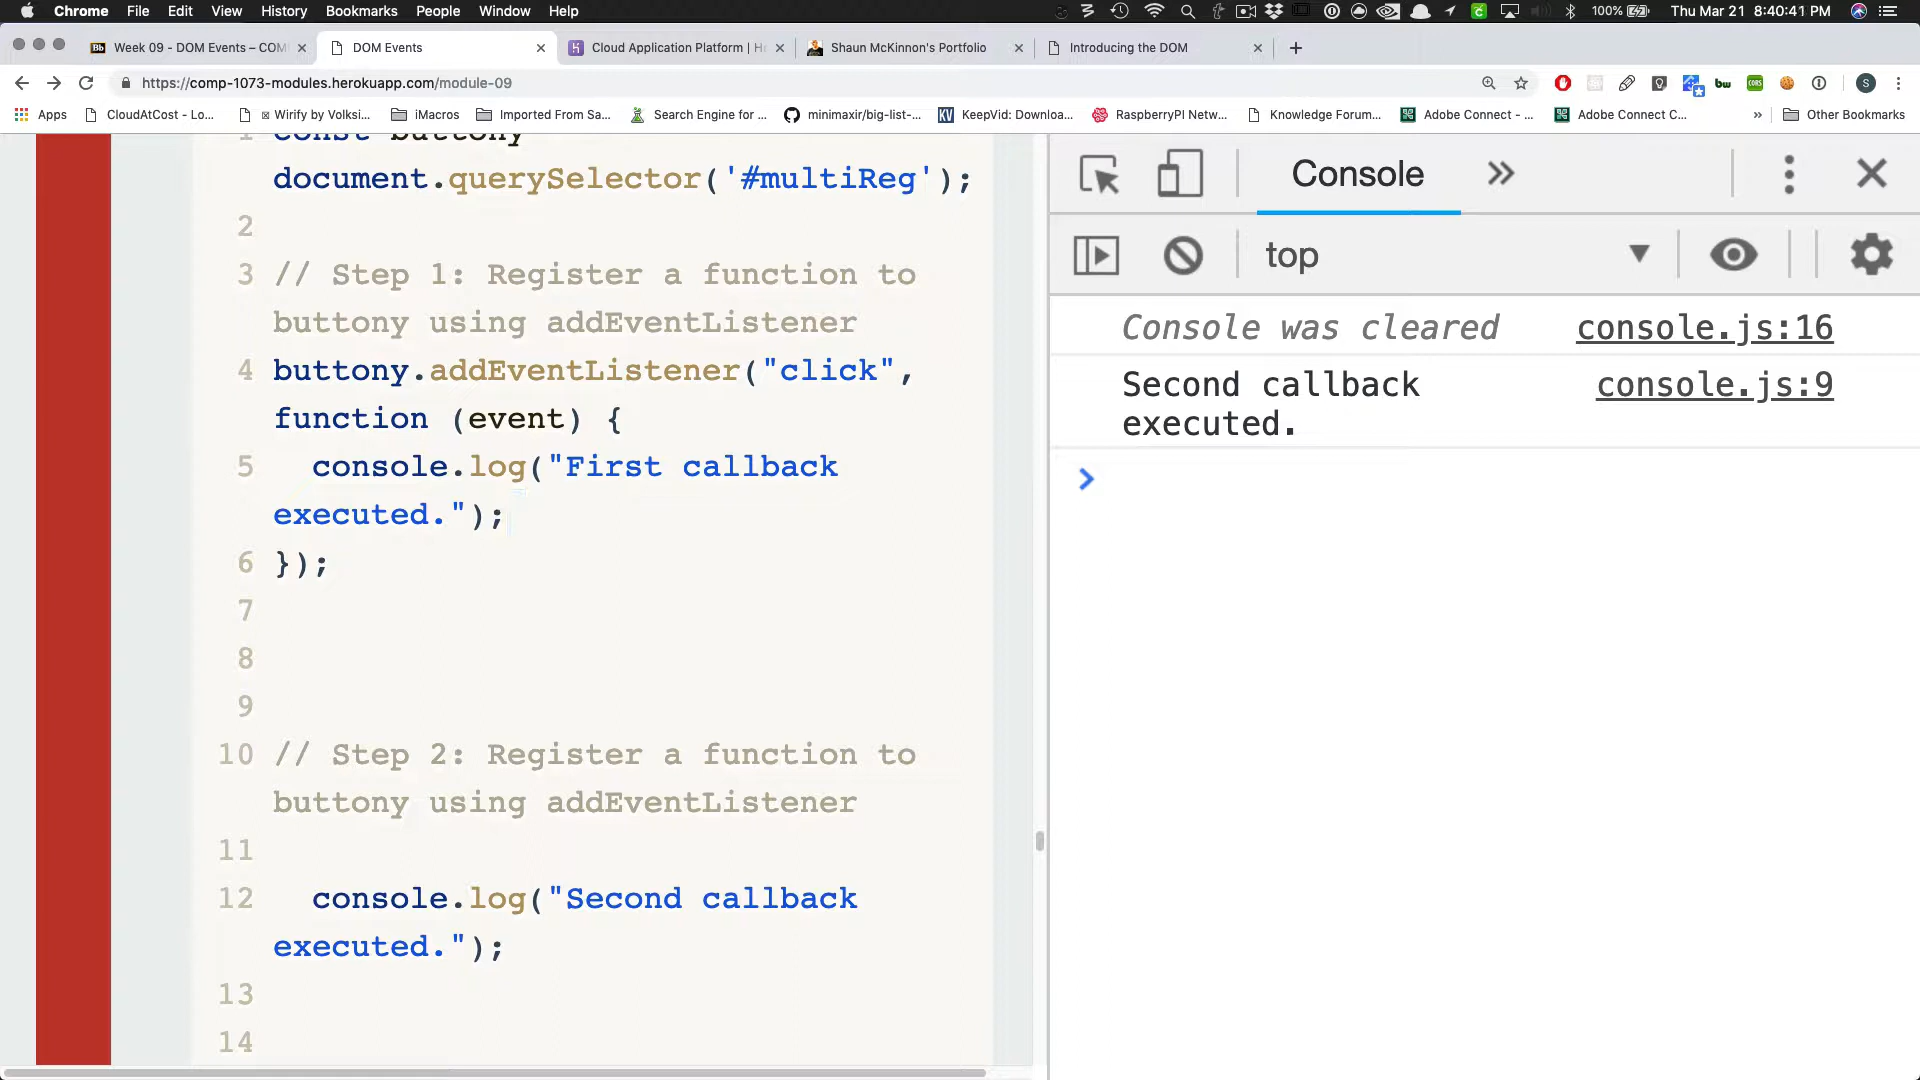 Chrome File Edit View History Bookmarks People Window Help 100% Thu Mar 21 8:40:41 PM
Week 09 - DOM Events – COM DOM Events Cloud Application Platform | He Shaun McKinnon's Portfolio Introducing the DOM
https://comp-1073-modules.herokuapp.com/module-09
Apps CloudAtCost - Lo... Wirify by Volksi... iMacros Imported From Sa... Search Engine for ... minimaxir/big-list-... KeepVid: Downloa... RaspberryPI Netw... Knowledge Forum... Adobe Connect - ... Adobe Connect C... » Other Bookmarks
1 const buttony
document.querySelector('#multiReg');
2
3 // Step 1: Register a function to
buttony using addEventListener
4 buttony.addEventListener("click",
function (event) {
5 console.log("First callback
executed.");
6 });
7
8
9
10 // Step 2: Register a function to
buttony using addEventListener
11
12 console.log("Second callback
executed.");
13
14
Console
top
Console was cleared console.js:16
Second callback console.js:9
executed.